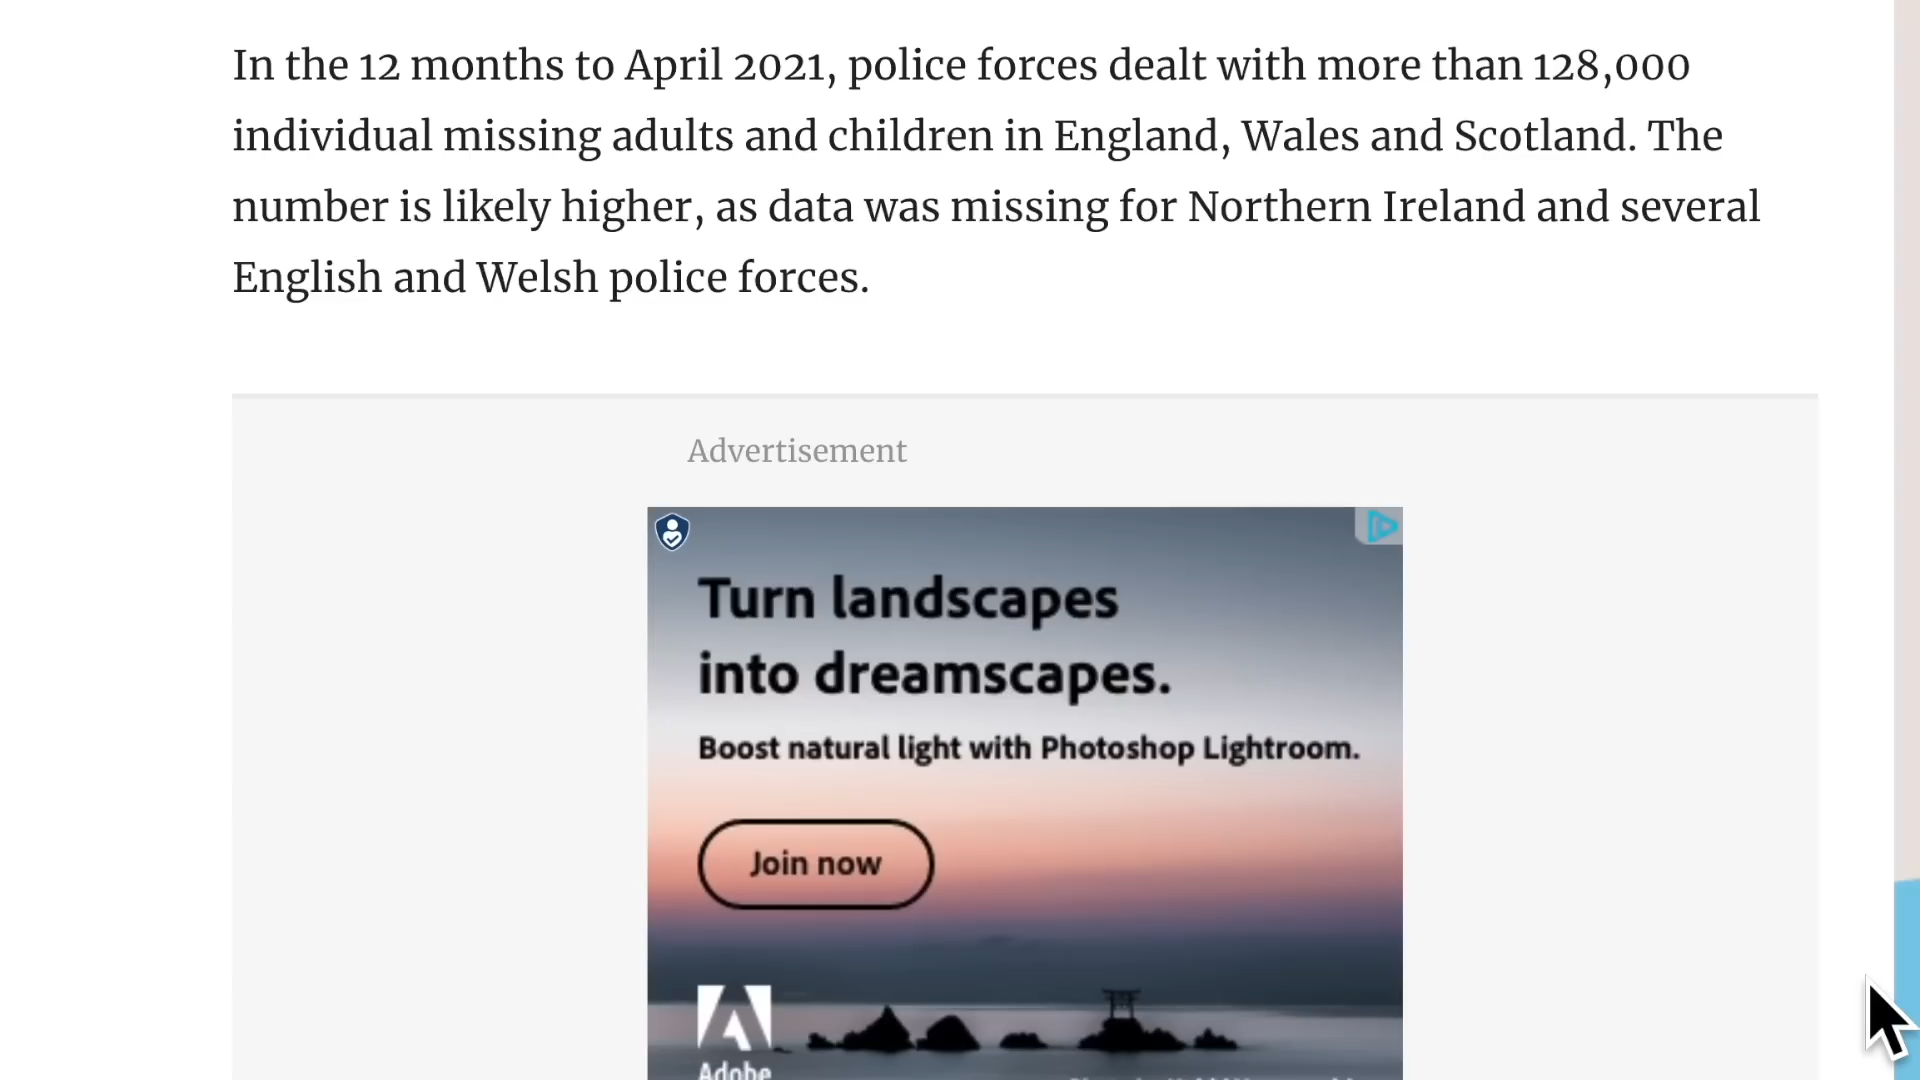 In the 12 months to April 2021, police forces dealt with more than 128,000
individual missing adults and children in England, Wales and Scotland. The
number is likely higher, as data was missing for Northern Ireland and several
English and Welsh police forces.
Advertisement
Turn landscapes
into dreamscapes.
Boost natural light with Photoshop Lightroom.
Join now
Adobe